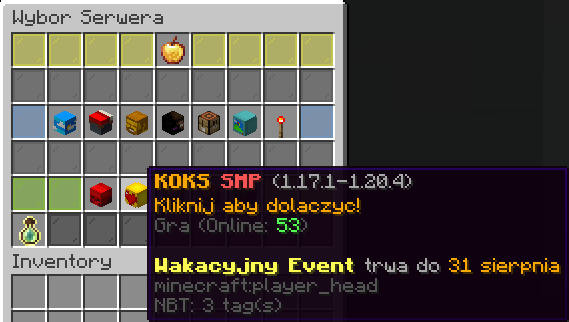 Wybor Serwera
KOKS SMP (1.17.1-1.20.4)
Kliknij aby dolaczyc!
Gra (Online: 53)
Wakacyjny Event trwa do 31 sierpnia
minecraft:player_head
NBT: 3 tag(s)
Inventory